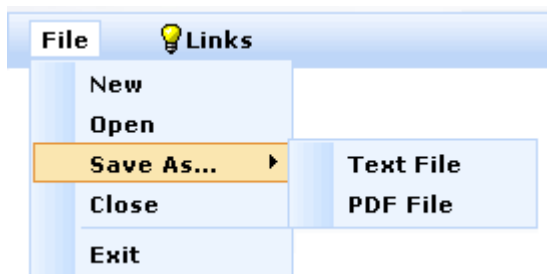 File Links
New
Open
Save As... Text File
Close PDF File
Exit